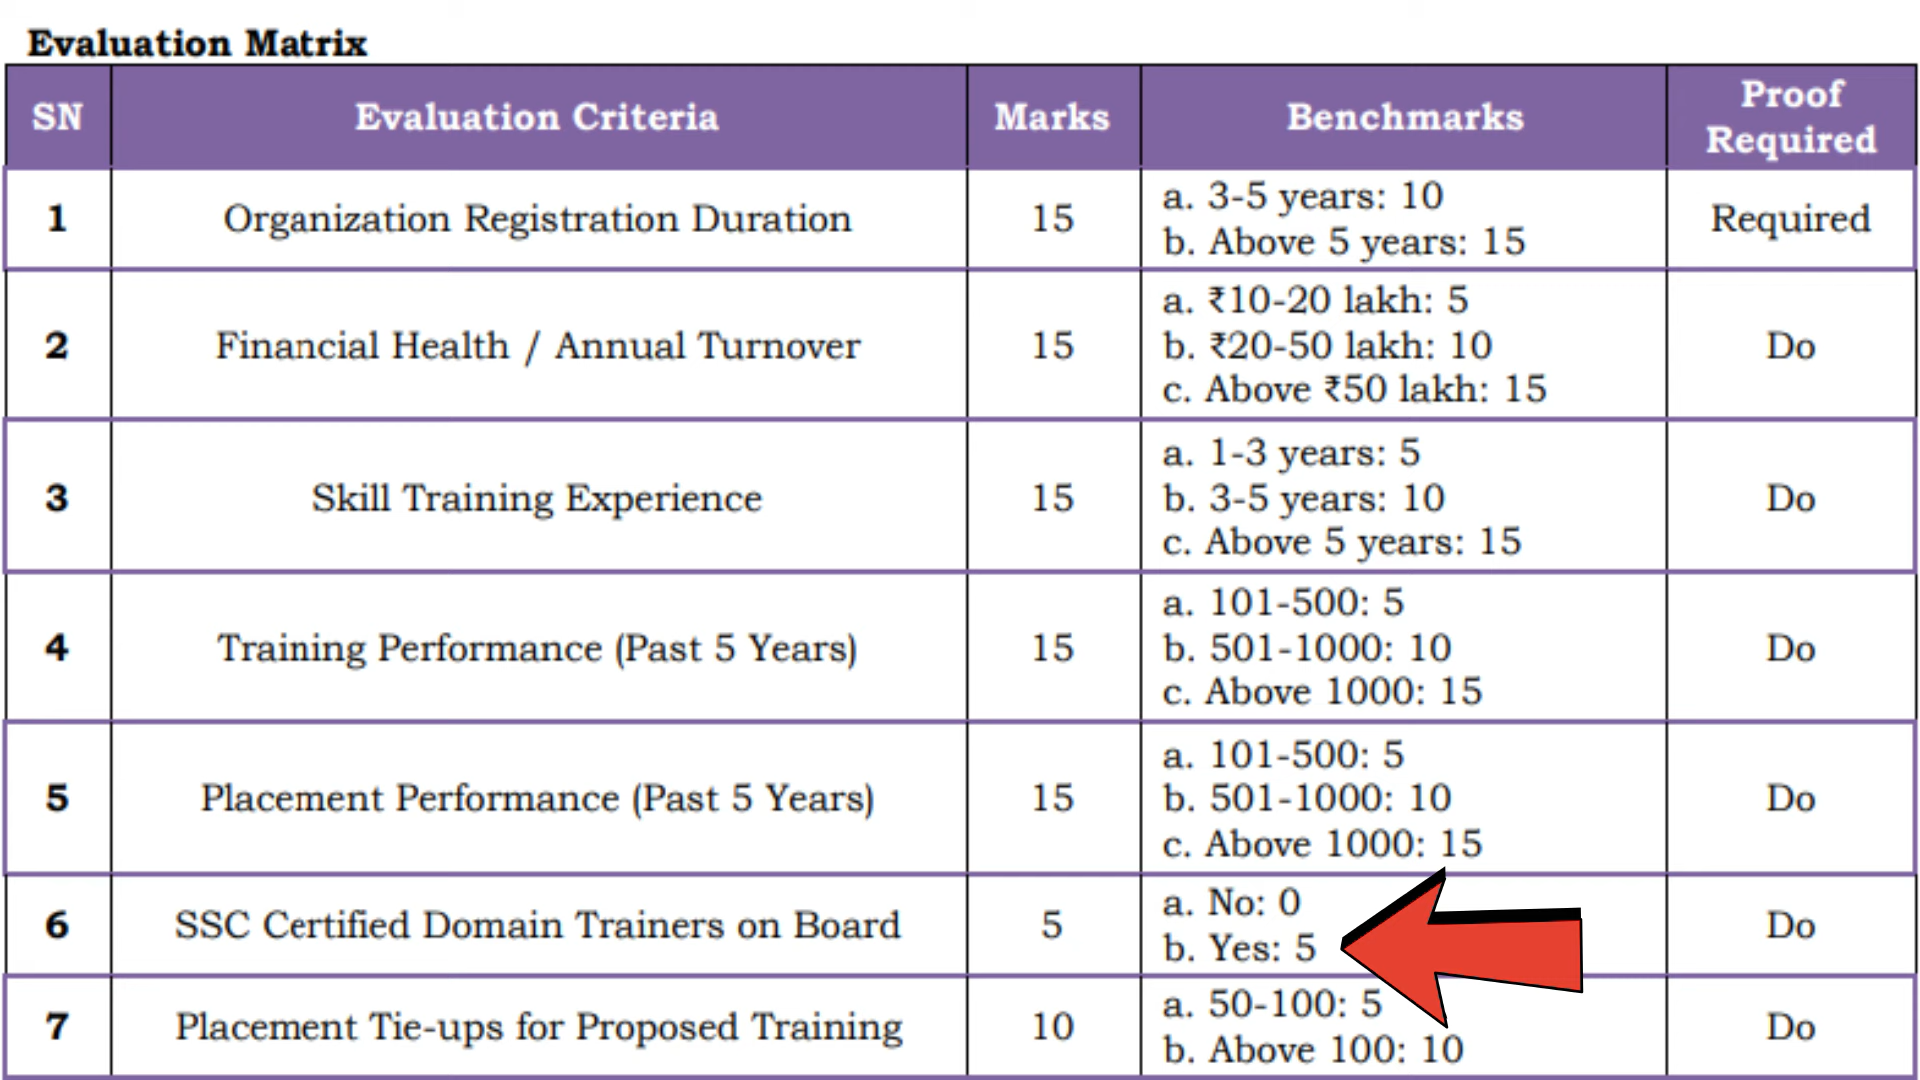 Evaluation Matrix
SN Evaluation Criteria Marks Benchmarks Proof Required
1 Organization Registration Duration 15 a. 3-5 years: 10 Required
b. Above 5 years: 15
2 Financial Health / Annual Turnover 15 a. ₹10-20 lakh: 5
b. ₹20-50 lakh: 10 Do
c. Above ₹50 lakh: 15
3 Skill Training Experience 15 a. 1-3 years: 5
b. 3-5 years: 10 Do
c. Above 5 years: 15
4 Training Performance (Past 5 Years) 15 a. 101-500: 5
b. 501-1000: 10 Do
c. Above 1000: 15
5 Placement Performance (Past 5 Years) 15 a. 101-500: 5
b. 501-1000: 10 Do
c. Above 1000: 15
6 SSC Certified Domain Trainers on Board 5 a. No: 0 Do
b. Yes: 5
7 Placement Tie-ups for Proposed Training 10 a. 50-100: 5 Do
b. Above 100: 10